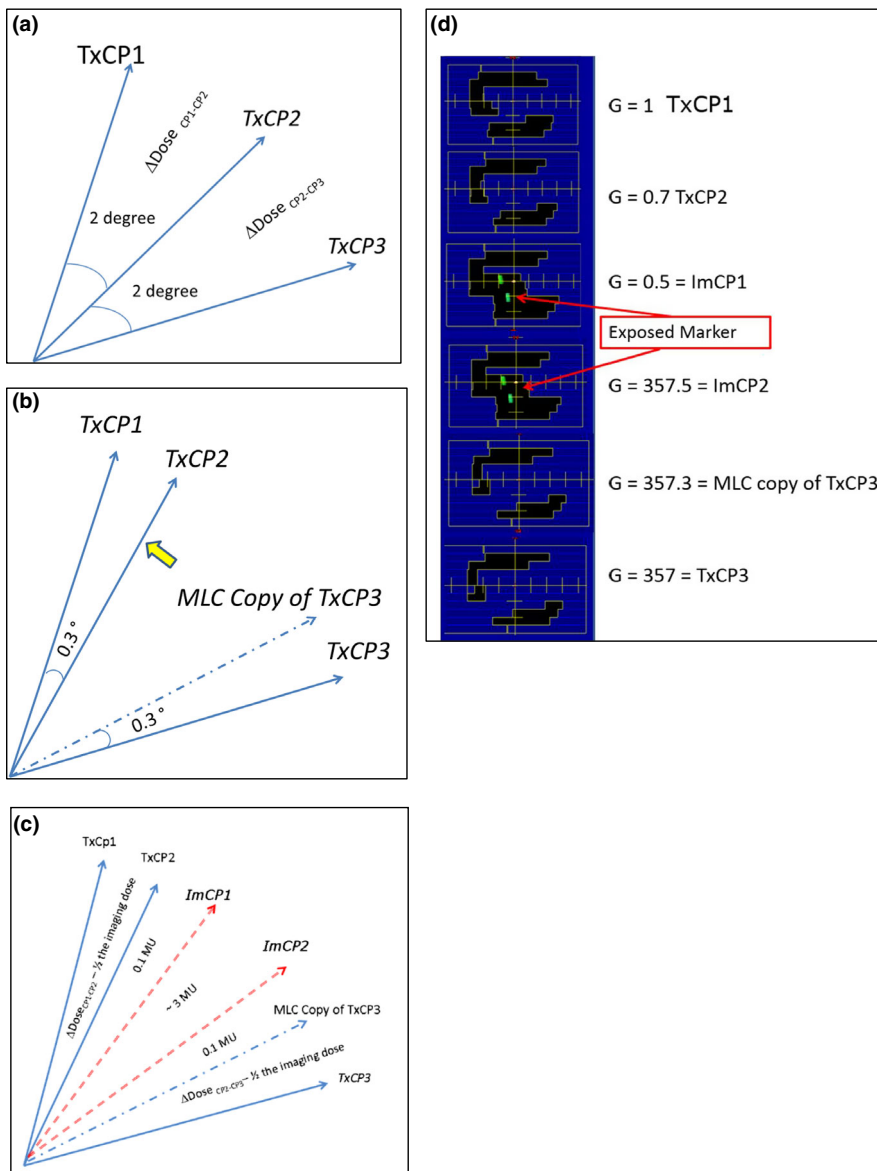 (a)
TxCP1
ΔDose CP1-CP2
TxCP2
ΔDose CP2-CP3
2 degree
TxCP3
2 degree
(b)
TxCP1
TxCP2
MLC Copy of TxCP3
0.3 °
TxCP3
0.3 °
(c)
TxCp1
TxCP2
ImCP1
ΔDose CP1-CP2 – ½ the imaging dose
0.1 MU
ImCP2
~ 3 MU
MLC Copy of TxCP3
0.1 MU
ΔDose CP2-CP3 – ½ the imaging dose
TxCP3
(d)
G = 1 TxCP1
G = 0.7 TxCP2
G = 0.5 = ImCP1
Exposed Marker
G = 357.5 = ImCP2
G = 357.3 = MLC copy of TxCP3
G = 357 = TxCP3